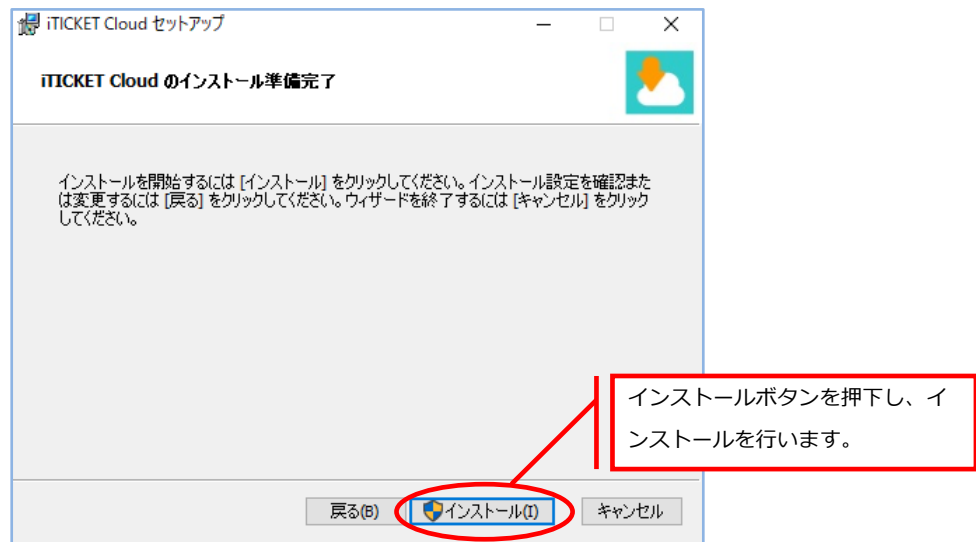 iTICKET Cloud セットアップ
iTICKET Cloud のインストール準備完了
インストールを開始するには [インストール] をクリックしてください。インストール設定を確認また
は変更するには [戻る] をクリックしてください。ウィザードを終了するには [キャンセル] をクリック
してください。
インストールボタンを押下し、イ
ンストールを行います。
戻る(B) インストール(I) キャンセル